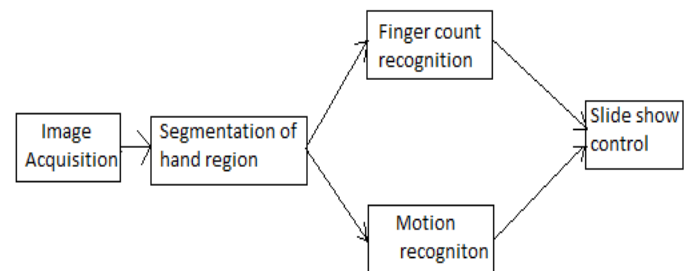 Image
Acquisition
Segmentation of
hand region
Finger count
recognition
Motion
recogniton
Slide show
control